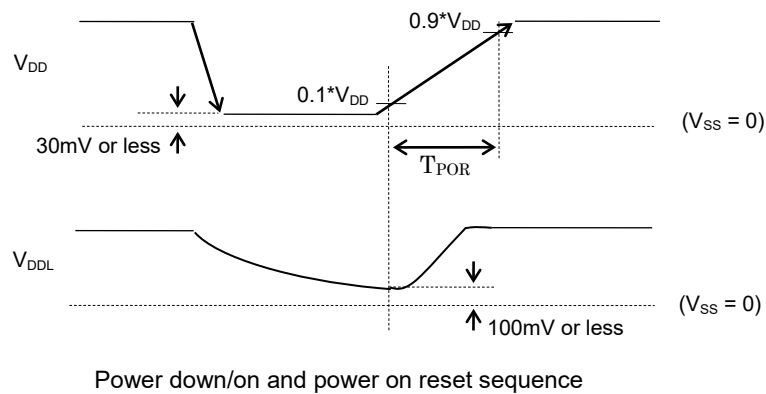 0.9*VDD
VDD
0.1*VDD
(VSS = 0)
30mV or less
TPOR
VDDL
(VSS = 0)
100mV or less
Power down/on and power on reset sequence